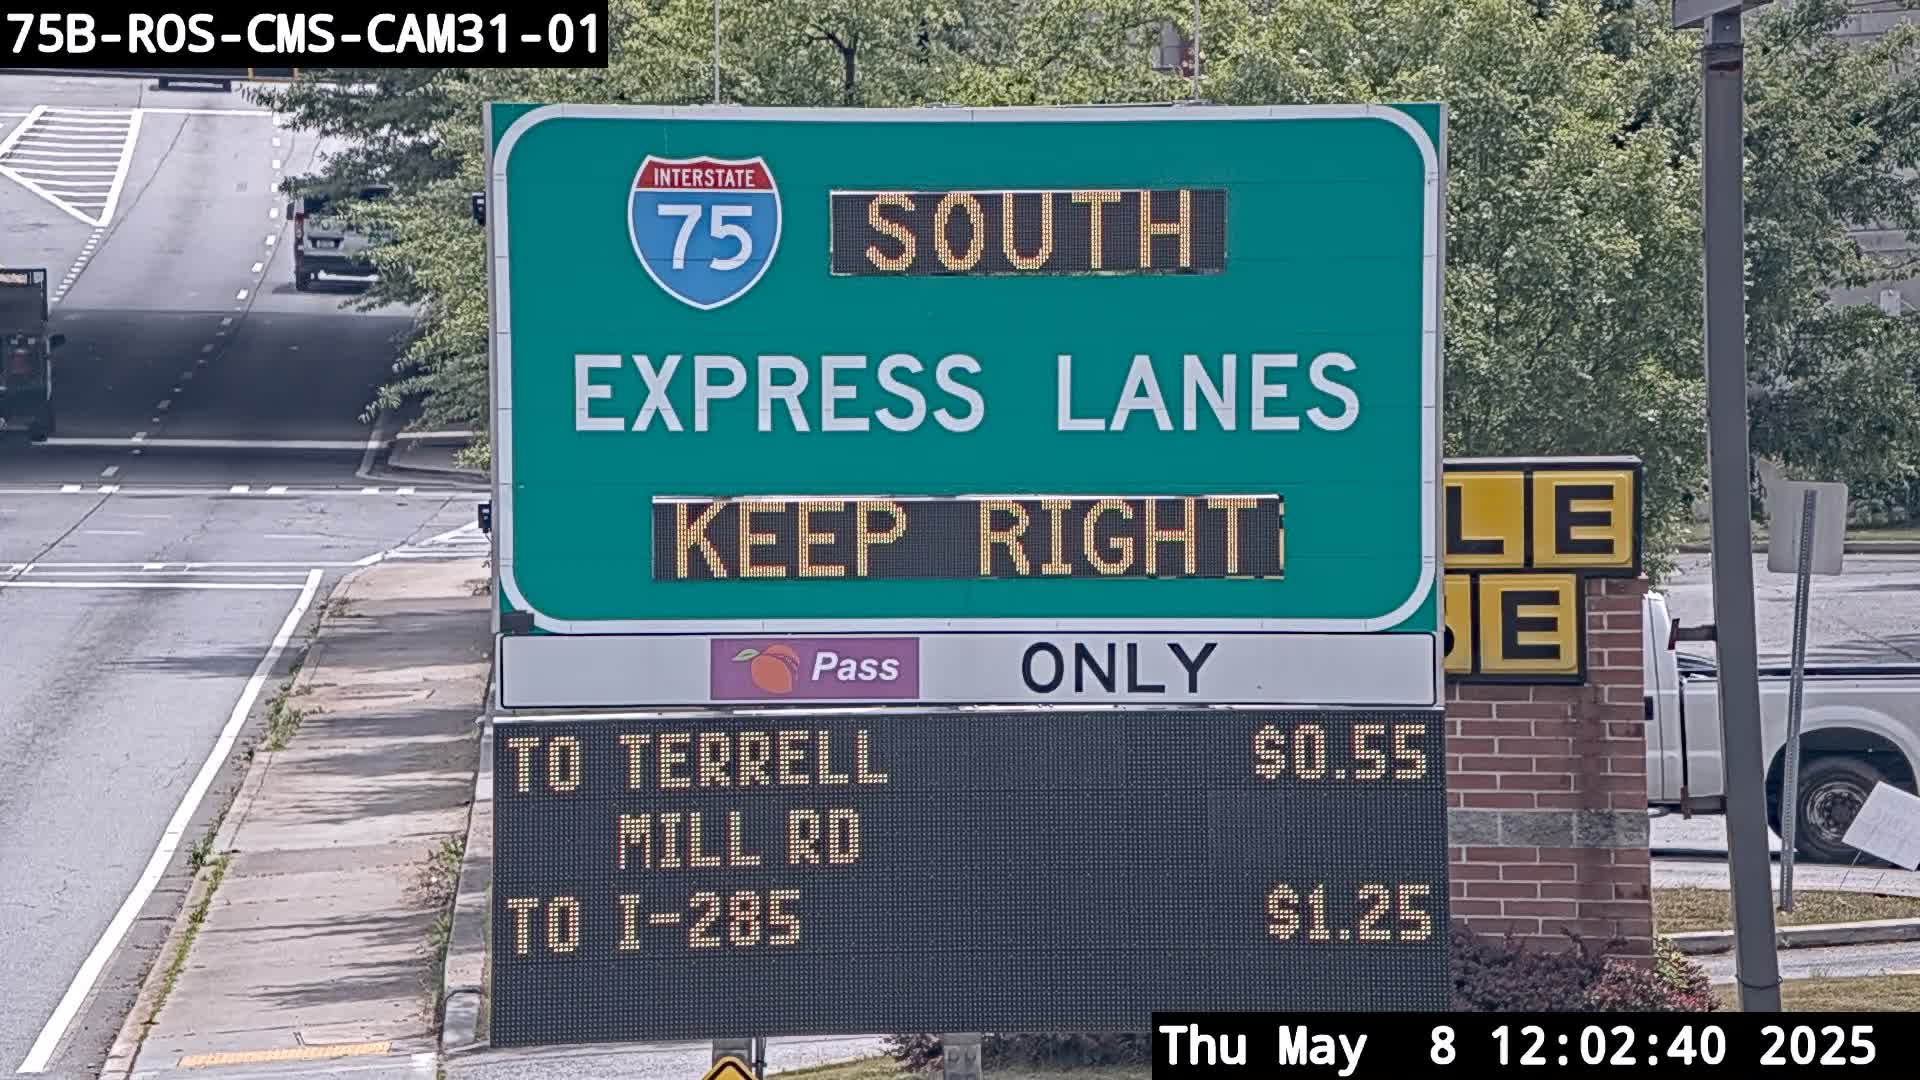 75B-ROS-CMS-CAM31-01
INTERSTATE
75
SOUTH
EXPRESS LANES
KEEP RIGHT
Pass ONLY
TO TERRELL $0.55
MILL RD
TO I-285 $1.25
LE
E
Thu May 8 12:02:40 2025